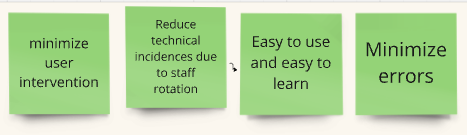 minimize
user
intervention
Reduce
technical
incidences due
to staff
rotation
Easy to use
and easy to
learn
Minimize
errors